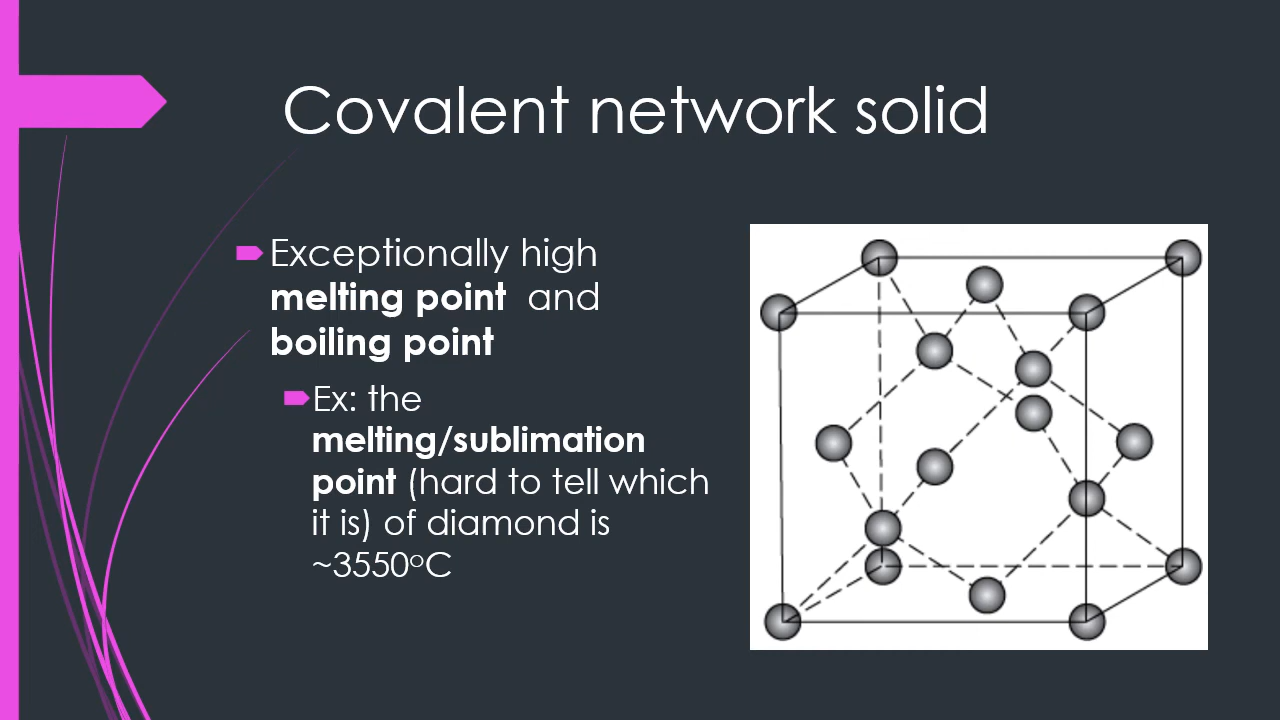 Covalent network solid
Exceptionally high
melting point  and
boiling point
Ex: the
melting/sublimation
point (hard to tell which
it is) of diamond is
~3550°C